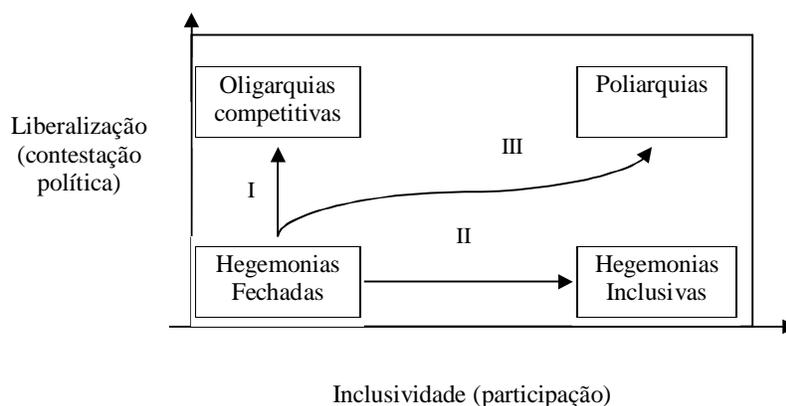 Oligarquias
competitivas
Poliarquias
Liberalização
(contestação
política)
III
I
II
Hegemonias
Fechadas
Hegemonias
Inclusivas
Inclusividade (participação)